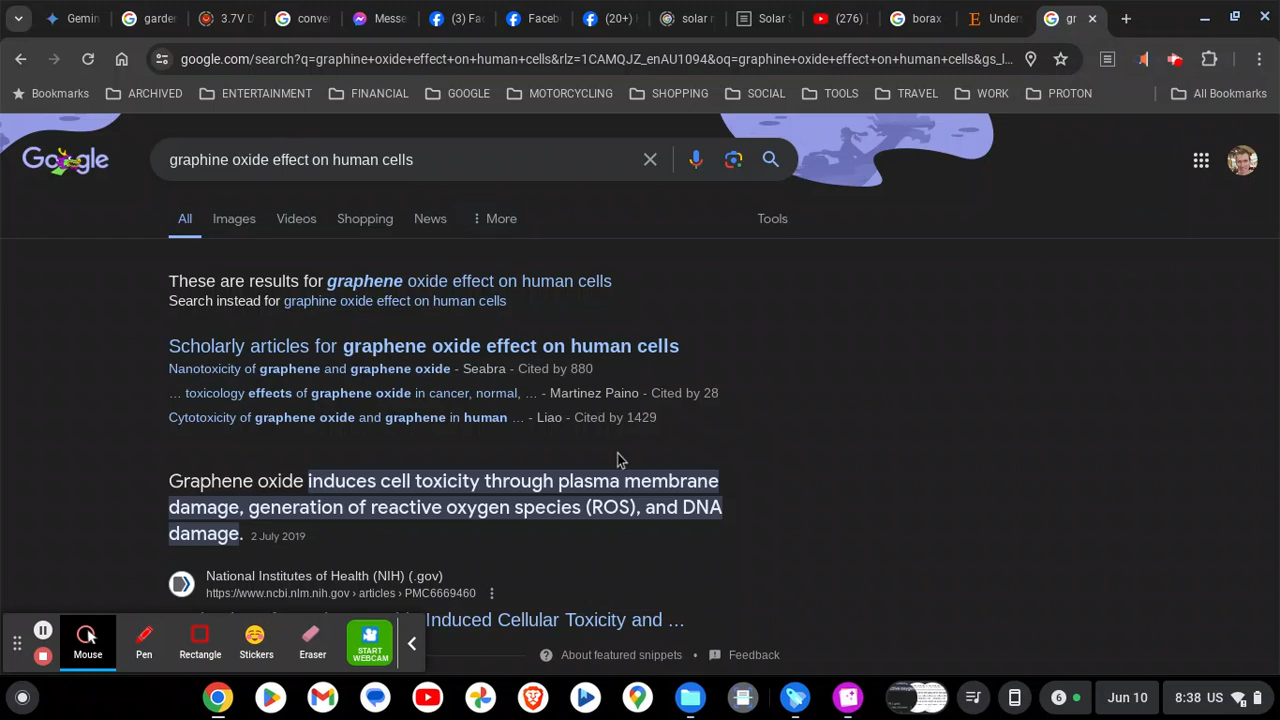 Gemin
garder
3.7V D
conver
Messe
(3) Fac
Faceb
(20+) F
solar r
Solar S
(276)
borax
Unders
gr
google.com/search?q=graphine+oxide+effect+on+human+cells&rlz=1CAMQJZ_enAU1094&oq=graphine+oxide+effect+on+human+cells&gs_l...
Bookmarks ARCHIVED ENTERTAINMENT FINANCIAL GOOGLE MOTORCYCLING SHOPPING SOCIAL TOOLS TRAVEL WORK PROTON All Bookmarks
Google
graphine oxide effect on human cells
All Images Videos Shopping News More Tools
These are results for graphene oxide effect on human cells
Search instead for graphine oxide effect on human cells
Scholarly articles for graphene oxide effect on human cells
Nanotoxicity of graphene and graphene oxide - Seabra - Cited by 880
... toxicology effects of graphene oxide in cancer, normal, ... - Martinez Paino - Cited by 28
Cytotoxicity of graphene oxide and graphene in human ... - Liao - Cited by 1429
Graphene oxide induces cell toxicity through plasma membrane
damage, generation of reactive oxygen species (ROS), and DNA
damage. 2 July 2019
National Institutes of Health (NIH) (.gov)
https://www.ncbi.nlm.nih.gov › articles › PMC6669460
Induced Cellular Toxicity and ...
About featured snippets • Feedback
Mouse Pen Rectangle Stickers Eraser START WEBCAM
6 Jun 10 8:38 US